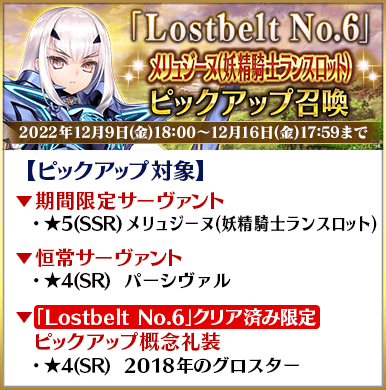 「Lostbelt No.6」
メリュジーヌ(妖精騎士ランスロット)
ピックアップ召喚
2022年12月9日(金)18:00～12月16日(金)17:59まで
【ピックアップ対象】
▼期間限定サーヴァント
・★5(SSR) メリュジーヌ(妖精騎士ランスロット)
▼恒常サーヴァント
・★4(SR) パーシヴァル
▼「Lostbelt No.6」クリア済み限定
ピックアップ概念礼装
・★4(SR) 2018年のグロスター